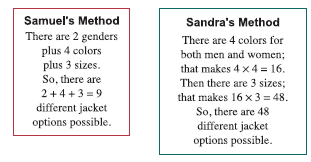 Samuel's Method
There are 2 genders
plus 4 colors
plus 3 sizes.
So, there are
2 + 4 + 3 = 9
different jacket
options possible.
Sandra's Method
There are 4 colors for
both men and women;
that makes 4 × 4 = 16.
Then there are 3 sizes;
that makes 16 × 3 = 48.
So, there are 48
different jacket
options possible.